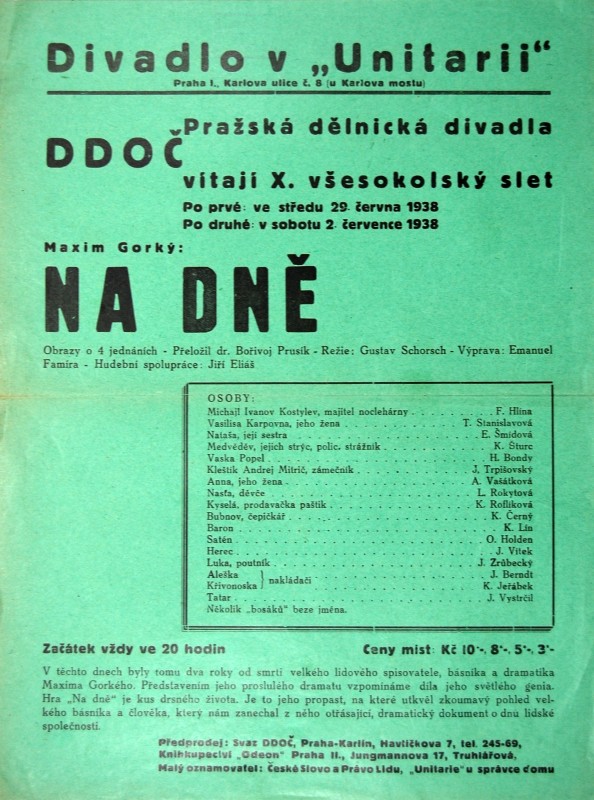 Divadlo v „Unitarii"
Praha I., Karlova ulice č. 8 (u Karlova mostu)
DDOČ
Pražská dělnická divadla
vítají X. všesokolský slet
Po prvé: ve středu 29. června 1938
Po druhé: v sobotu 2. července 1938
Maxim Gorký:
NA DNĚ
Obrazy o 4 jednáních - Přeložil dr. Bořivoj Prusík - Režie: Gustav Schorsch - Výprava: Emanuel
Famíra - Hudební spolupráce: Jiří Eliáš
OSOBY:
Michajl Ivanov Kostylev, majitel noclehárny . . . . . . . . . F. Hlína
Vasilisa Karpovna, jeho žena . . . . . . . . . T. Stanislavová
Nataša, její sestra . . . . . . . . . E. Šmídová
Medvěděv, jejich strýc, polic. strážník . . . . . . . . . K. Šturc
Vaska Popel . . . . . . . . . H. Bondy
Kleštík Andrej Mitrič, zámečník . . . . . . . . . J. Trpišovský
Anna, jeho žena . . . . . . . . . A. Vašátková
Nasťa, děvče . . . . . . . . . L. Rokytová
Kyselá, prodavačka paštik . . . . . . . . . K. Roflíková
Bubnov, čepičkář . . . . . . . . . K. Černý
Baron . . . . . . . . . K. Lín
Satěn . . . . . . . . . O. Holden
Herec . . . . . . . . . J. Vítek
Luka, poutník . . . . . . . . . J. Zrůbecký
Aleška } nakládači . . . . . . . . . J. Berndt
Křivonoska } nakládači . . . . . . . . . K. Jeřábek
Tatar . . . . . . . . . J. Vystrčil
Několik „bosáků" beze jména.
Začátek vždy ve 20 hodin Ceny míst: Kč 10·-, 8·-, 5·-, 3·-
V těchto dnech byly tomu dva roky od smrti velkého lidového spisovatele, básníka a dramatika
Maxima Gorkého. Představením jeho proslulého dramatu vzpomínáme díla jeho světlého genia.
Hra „Na dně" je kus drsného života. Je to jeho propast, na které utkvěl zkoumavý pohled vel-
kého básníka a člověka, který nám zanechal z něho otřásající, dramatický dokument o dnu lidské
společnosti.
Předprodej: Svaz DDOČ, Praha-Karlín, Havlíčkova 7, tel. 245-69,
Knihkupectví „Odeon" Praha II., Jungmannova 17, Truhlářová,
Malý oznamovatel: České Slovo a Právo Lidu, „Unitarie" u správce domu